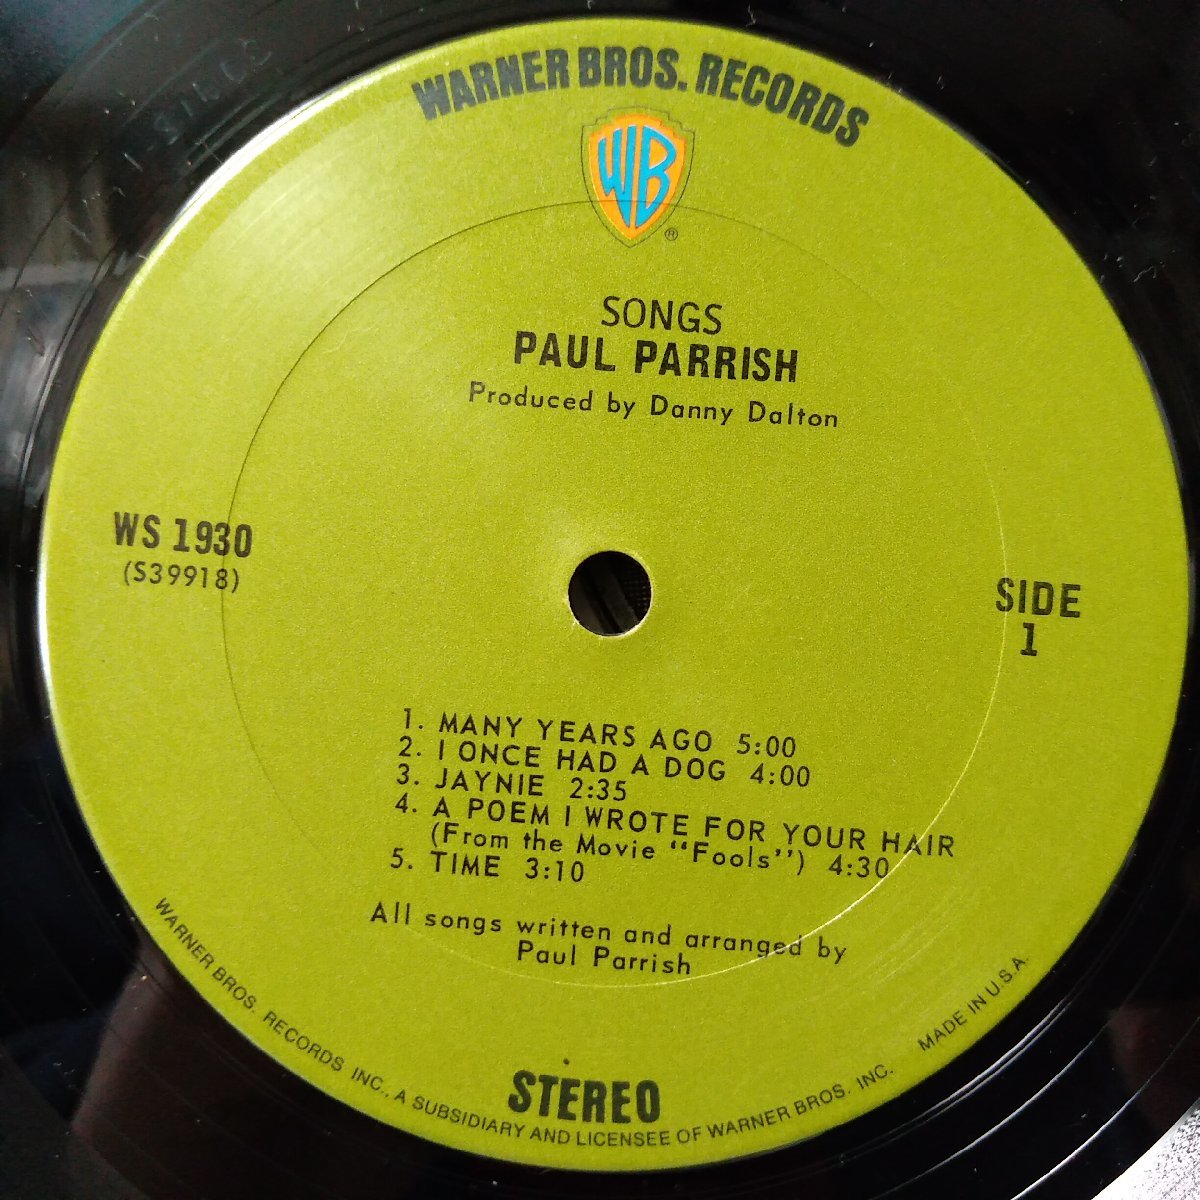 WARNER BROS. RECORDS
WB
®
SONGS
PAUL PARRISH
Produced by Danny Dalton
WS 1930
(S39918)
SIDE
1
1. MANY YEARS AGO 5:00
2. I ONCE HAD A DOG 4:00
3. JAYNIE 2:35
4. A POEM I WROTE FOR YOUR HAIR
(From the Movie "Fools") 4:30
5. TIME 3:10
All songs written and arranged by
Paul Parrish
STEREO
WARNER BROS. RECORDS INC., A SUBSIDIARY AND LICENSEE OF WARNER BROS. INC. MADE IN U.S.A.